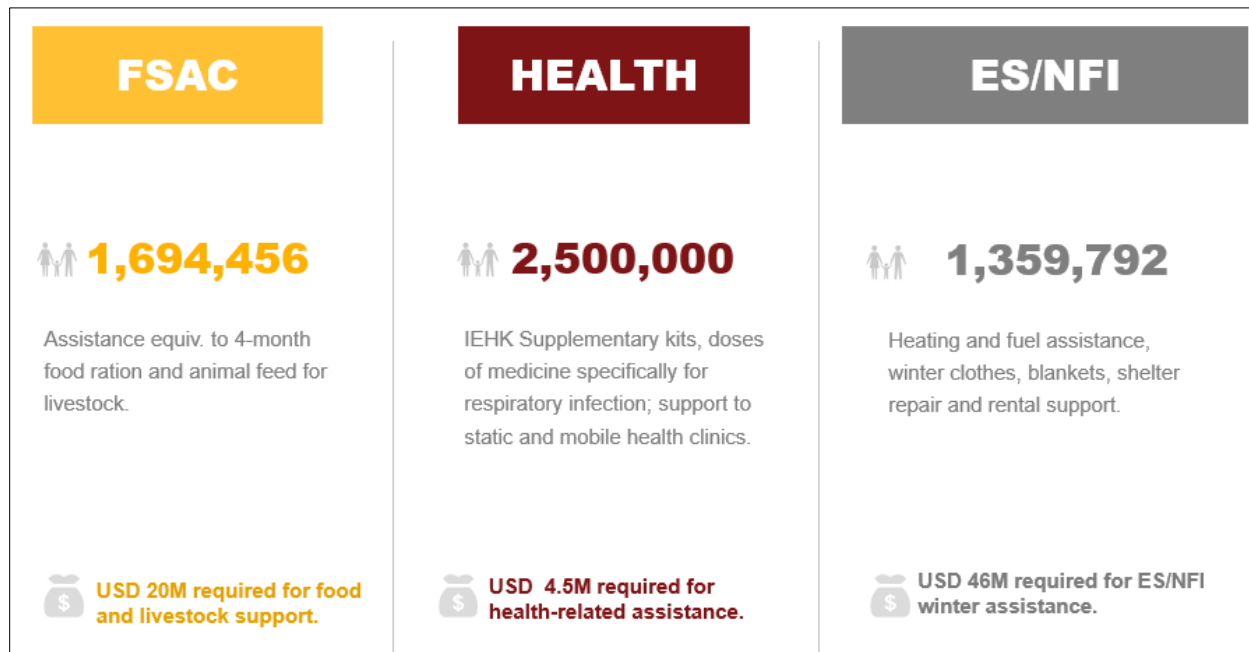 FSAC
1,694,456
Assistance equiv. to 4-month
food ration and animal feed for
livestock.
$
USD 20M required for food
and livestock support.
HEALTH
2,500,000
IEHK Supplementary kits, doses
of medicine specifically for
respiratory infection; support to
static and mobile health clinics.
$
USD 4.5M required for
health-related assistance.
ES/NFI
1,359,792
Heating and fuel assistance,
winter clothes, blankets, shelter
repair and rental support.
$
USD 46M required for ES/NFI
winter assistance.